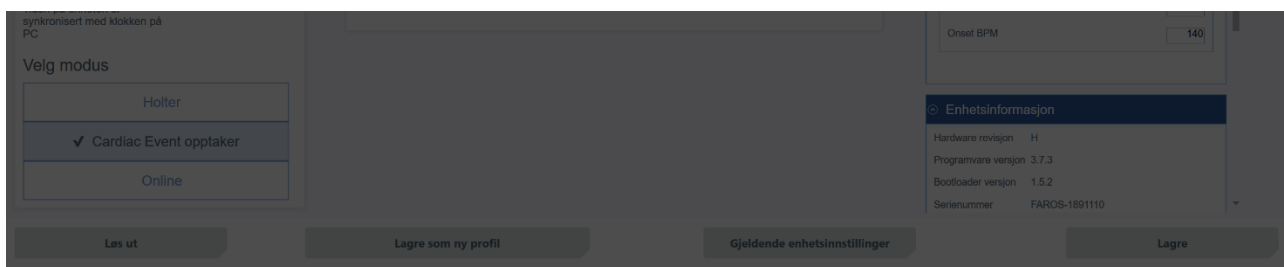 synkronisert med klokken på
PC
Velg modus
Holter
✔ Cardiac Event opptaker
Online
Onset BPM 140
Enhetsinformasjon
Hardware revisjon H
Programvare versjon 3.7.3
Bootloader versjon 1.5.2
Serienummer FAROS-1891110
Løs ut
Lagre som ny profil
Gjeldende enhetsinnstillinger
Lagre